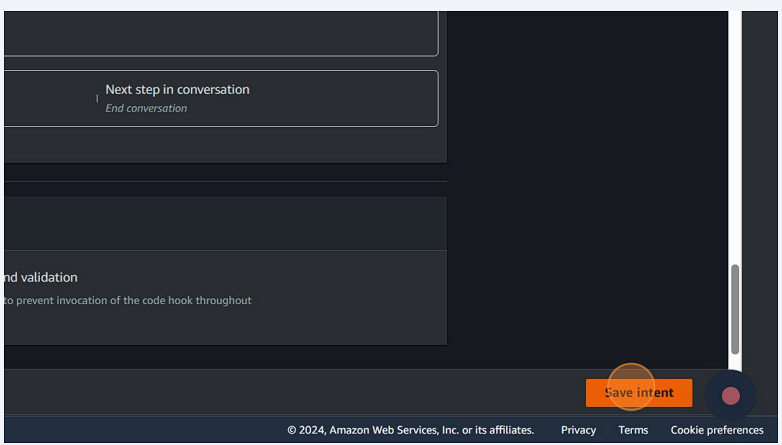 Next step in conversation
End conversation
nd validation
to prevent invocation of the code hook throughout
Save intent
© 2024, Amazon Web Services, Inc. or its affiliates. Privacy Terms Cookie preferences